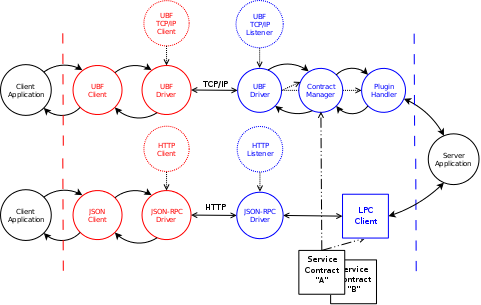 UBF
TCP/IP
Client
UBF
TCP/IP
Listener
Client
Application
UBF
Client
UBF
Driver
TCP/IP
UBF
Driver
Contract
Manager
Plugin
Handler
HTTP
Client
HTTP
Listener
Server
Application
Client
Application
JSON
Client
JSON-RPC
Driver
HTTP
JSON-RPC
Driver
LPC
Client
Service
Contract
"A"
Service
Contract
"B"